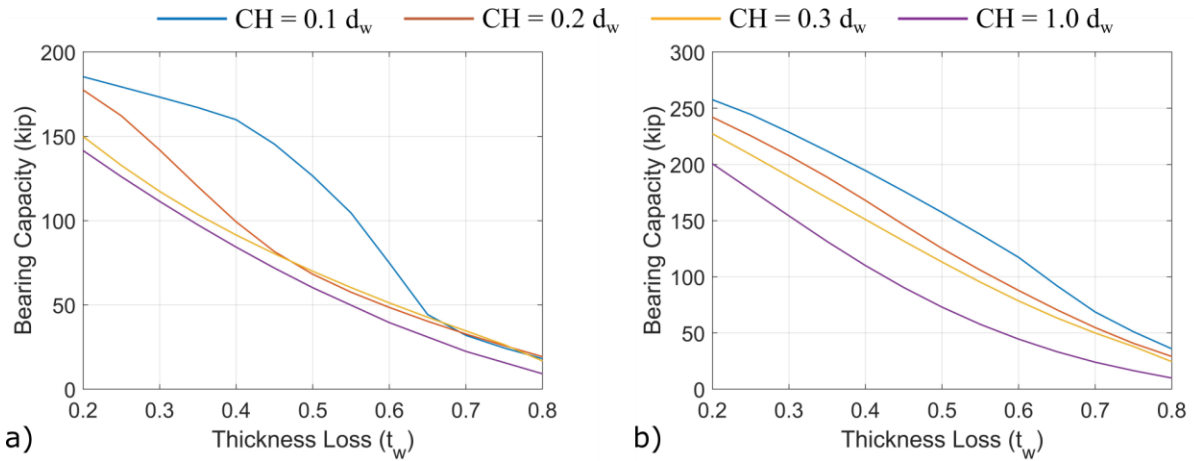 CH = 0.1 d_w CH = 0.2 d_w CH = 0.3 d_w CH = 1.0 d_w
200
150
100
50
0
Bearing Capacity (kip)
0.2 0.3 0.4 0.5 0.6 0.7 0.8
Thickness Loss (t_w)
a)
300
250
200
150
100
50
0
Bearing Capacity (kip)
0.2 0.3 0.4 0.5 0.6 0.7 0.8
Thickness Loss (t_w)
b)